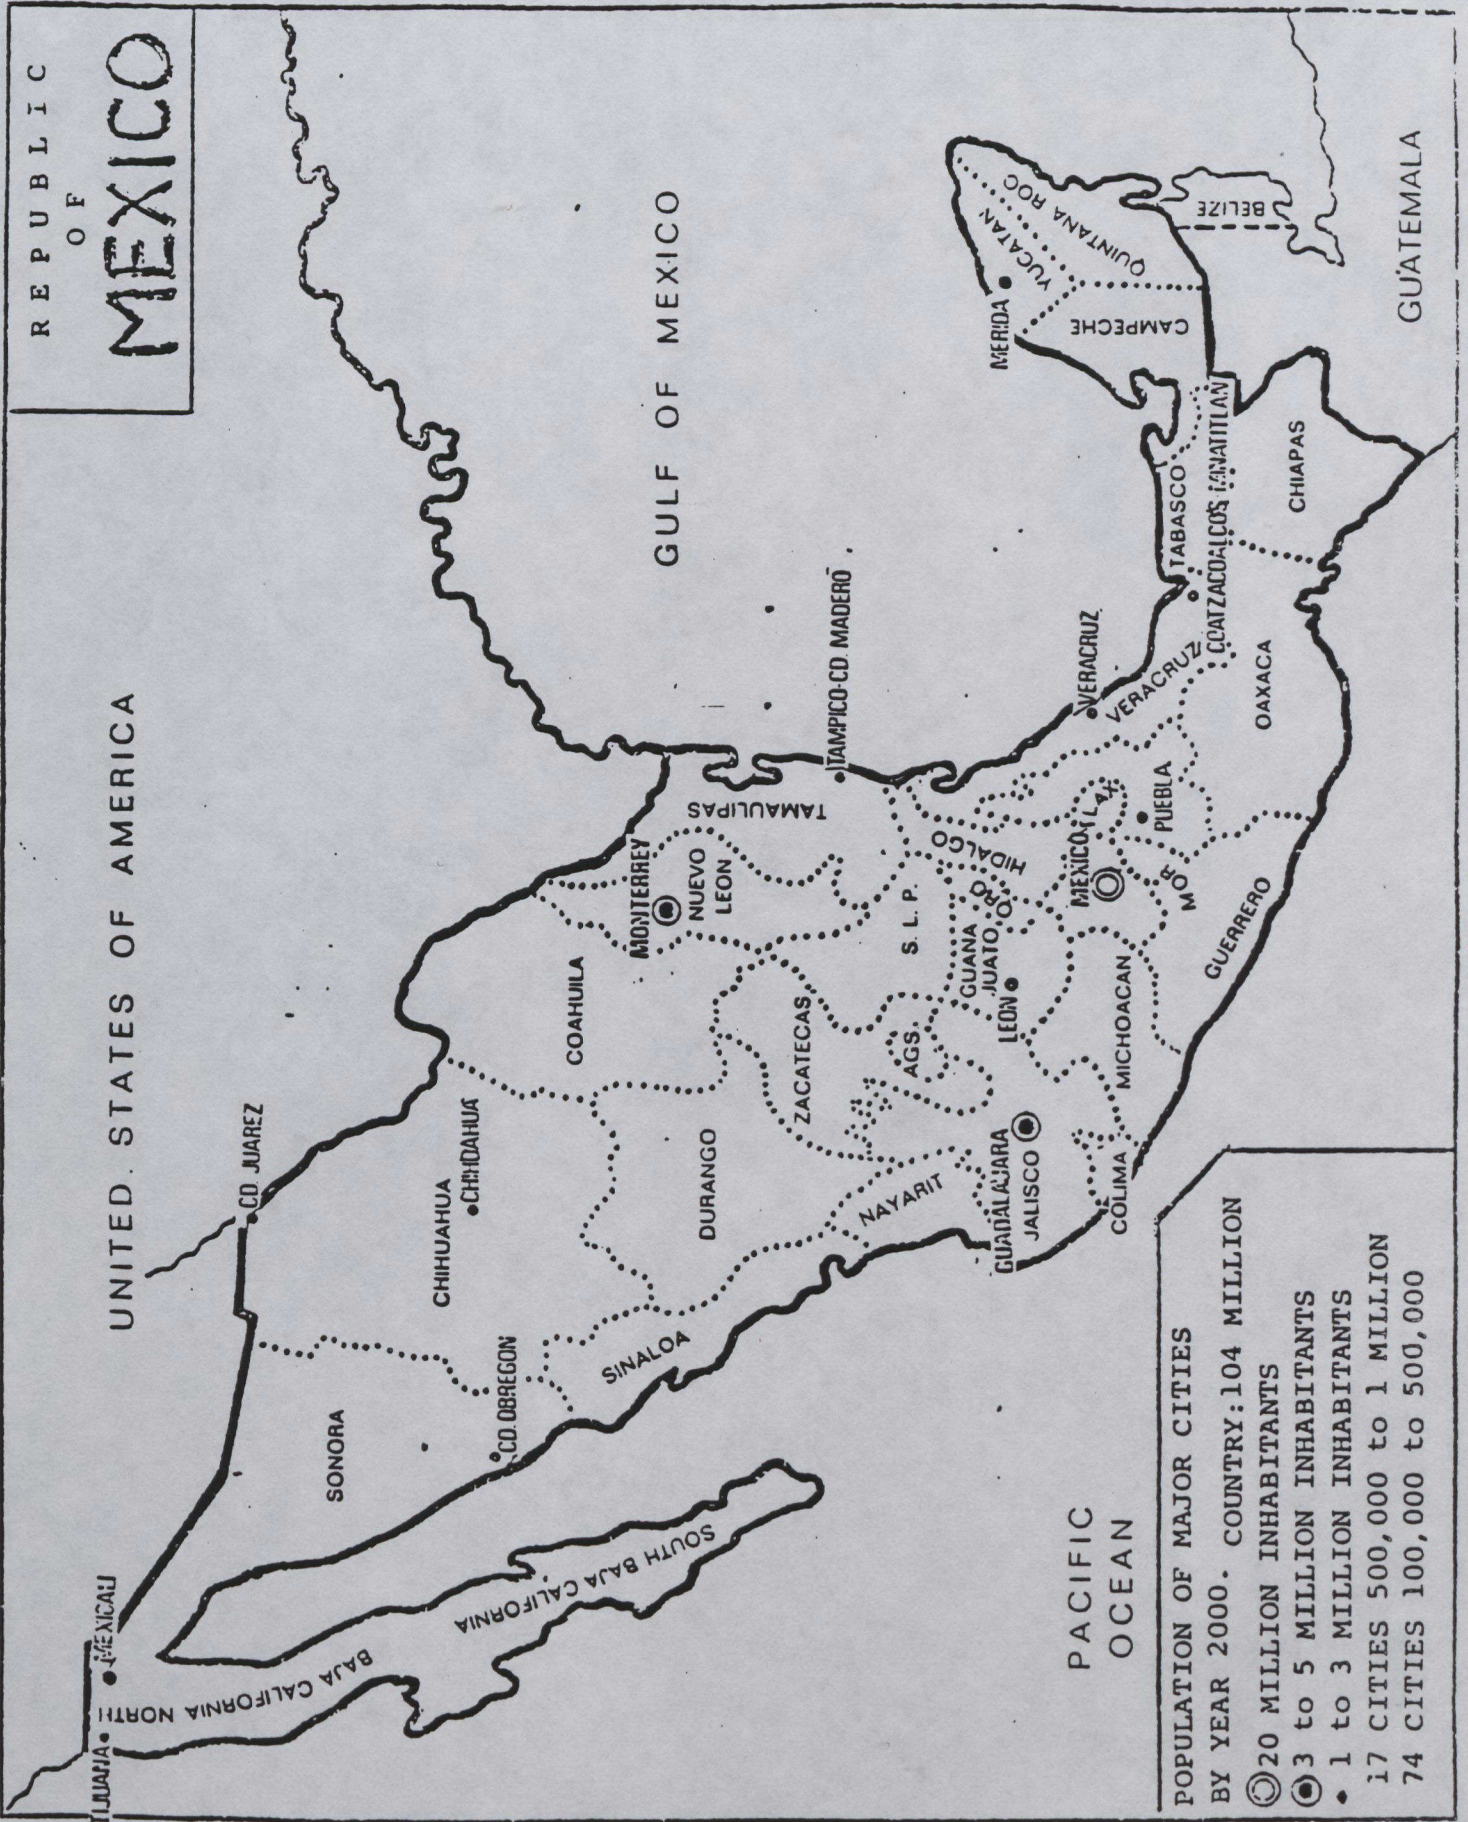 REPUBLIC
OF
MEXICO
UNITED STATES OF AMERICA
GULF OF MEXICO
PACIFIC
OCEAN
GUATEMALA
BELIZE
TIJUANA
MEXICALI
BAJA CALIFORNIA NORTH
SOUTH BAJA CALIFORNIA
SONORA
CD. OBREGON
SINALOA
CD. JUAREZ
CHIHUAHUA
CHIHUAHUA
COAHUILA
DURANGO
MONTERREY
NUEVO
LEON
TAMAULIPAS
TAMPICO-CD. MADERO
ZACATECAS
S. L. P.
AGS.
NAYARIT
GUADALAJARA
JALISCO
COLIMA
GUANA
JUATO
LEON
QRO
HIDALGO
MICHOACAN
MEXICO
TLAX
MOR
PUEBLA
VERACRUZ
VERACRUZ
GUERRERO
OAXACA
TABASCO
COATZACOALCOS MINATITLAN
CHIAPAS
CAMPECHE
MERIDA
YUCATAN
QUINTANA ROO
POPULATION OF MAJOR CITIES
BY YEAR 2000. COUNTRY:104 MILLION
20 MILLION INHABITANTS
3 to 5 MILLION INHABITANTS
1 to 3 MILLION INHABITANTS
17 CITIES 500,000 to 1 MILLION
74 CITIES 100,000 to 500,000